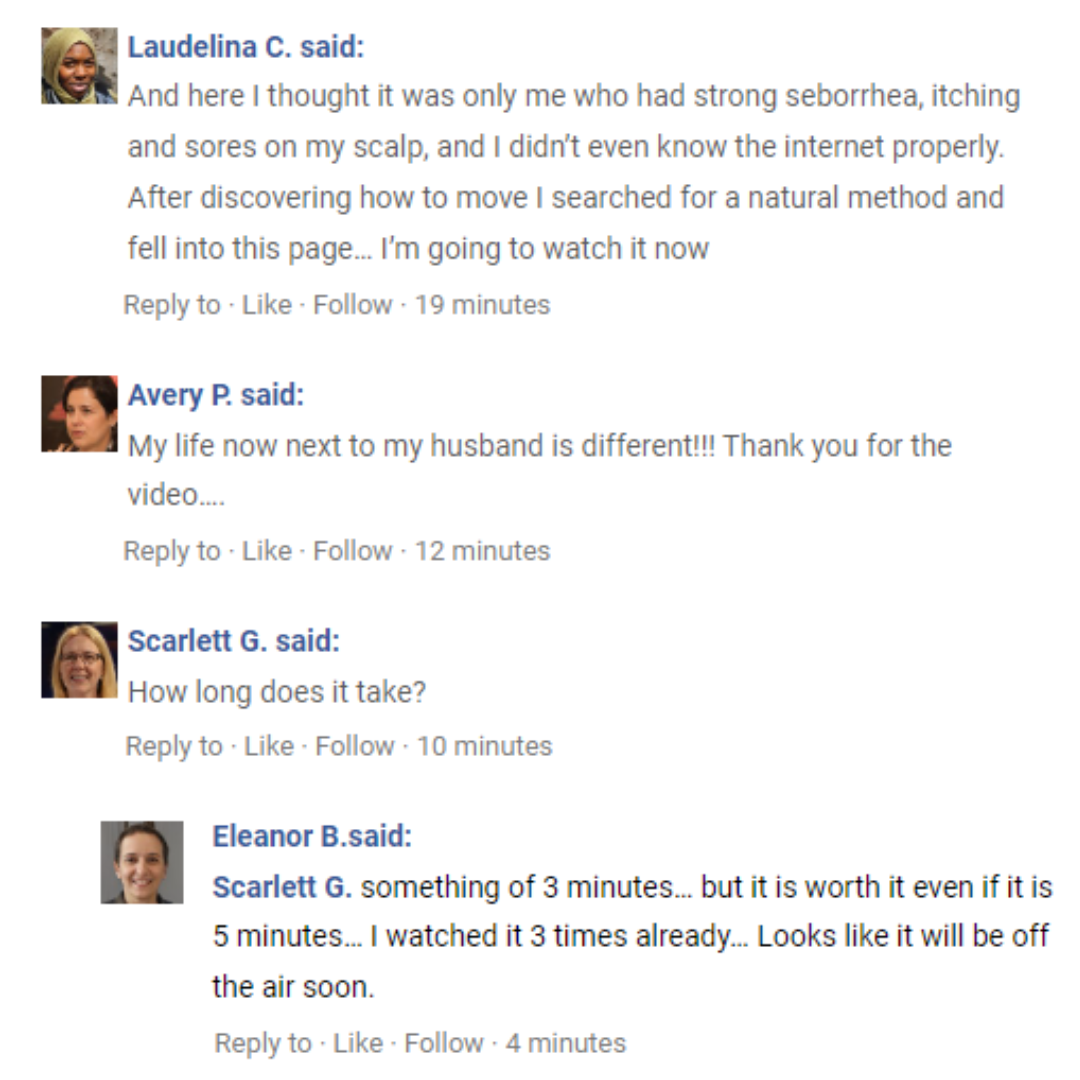 Laudelina C. said:
And here I thought it was only me who had strong seborrhea, itching
and sores on my scalp, and I didn’t even know the internet properly.
After discovering how to move I searched for a natural method and
fell into this page… I’m going to watch it now
Reply to · Like · Follow · 19 minutes
Avery P. said:
My life now next to my husband is different!!! Thank you for the
video….
Reply to · Like · Follow · 12 minutes
Scarlett G. said:
How long does it take?
Reply to · Like · Follow · 10 minutes
Eleanor B.said:
Scarlett G. something of 3 minutes… but it is worth it even if it is
5 minutes… I watched it 3 times already… Looks like it will be off
the air soon.
Reply to · Like · Follow · 4 minutes